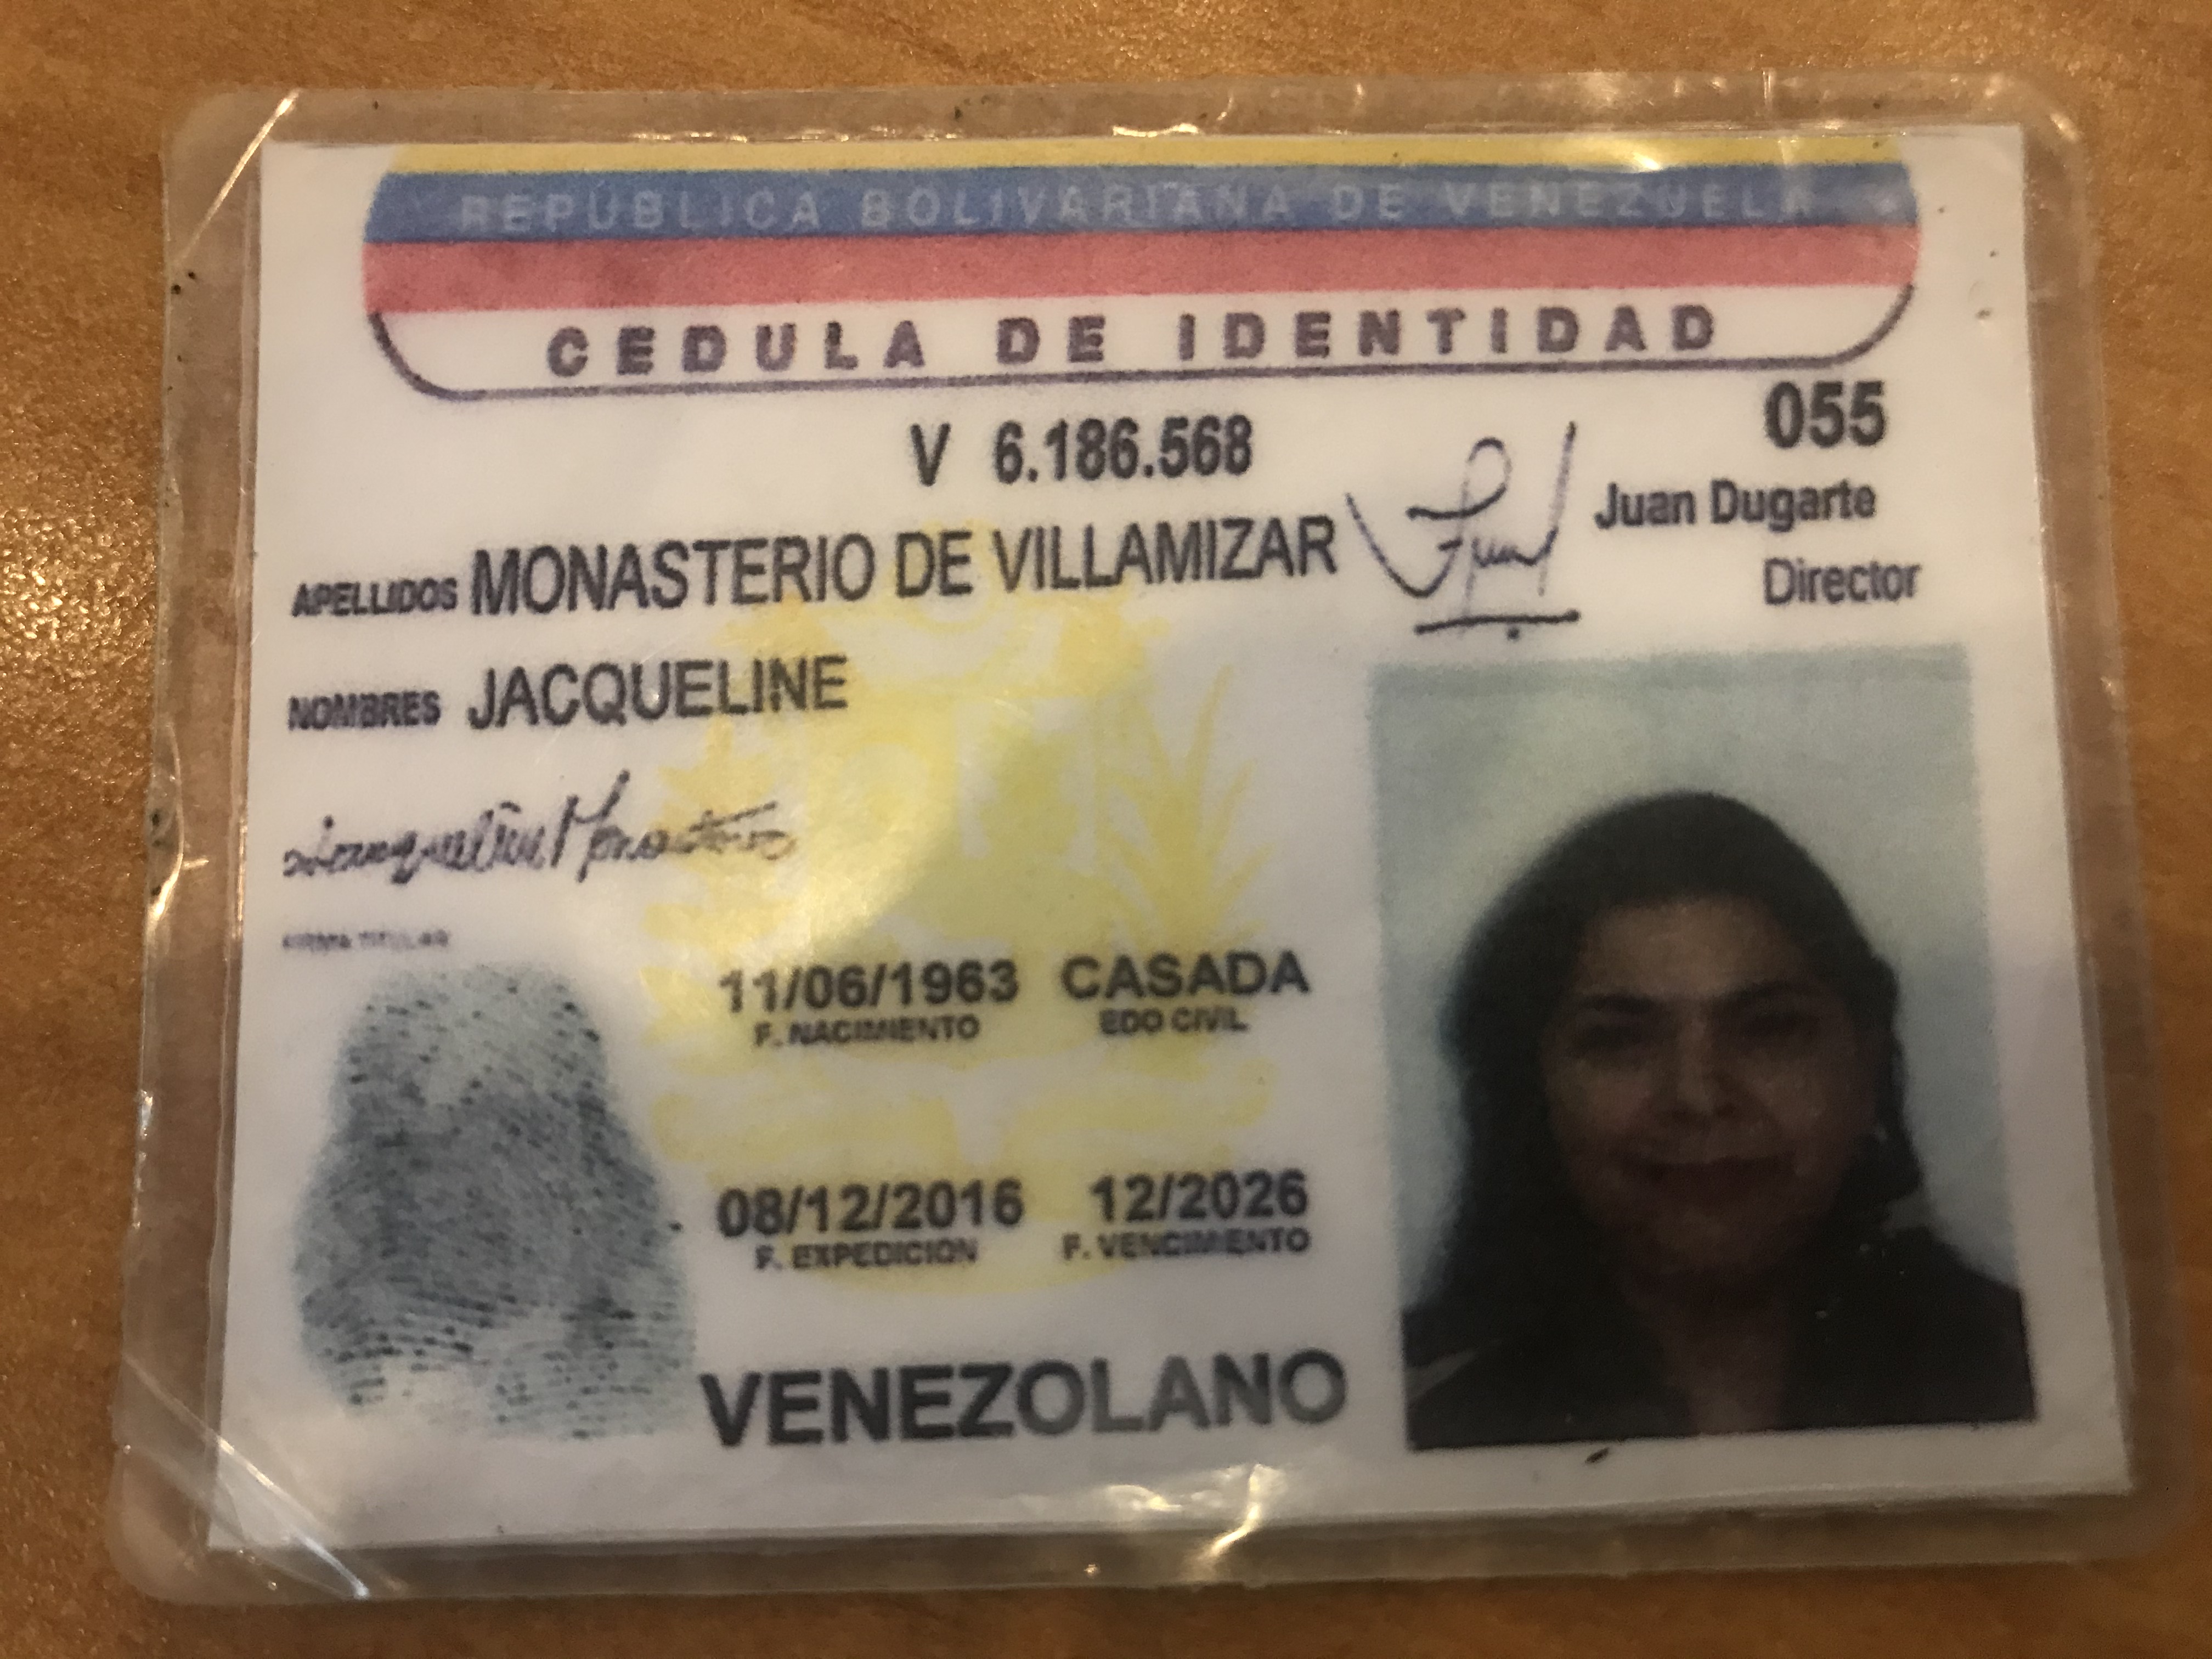 REPÚBLICA BOLIVARIANA DE VENEZUELA
CEDULA DE IDENTIDAD
V 6.186.568
055
APELLIDOS MONASTERIO DE VILLAMIZAR
Juan Dugarte
Director
NOMBRES JACQUELINE
FIRMA TITULAR
11/06/1963 CASADA
F. NACIMIENTO EDO CIVIL
08/12/2016 12/2026
F. EXPEDICION F. VENCIMIENTO
VENEZOLANO